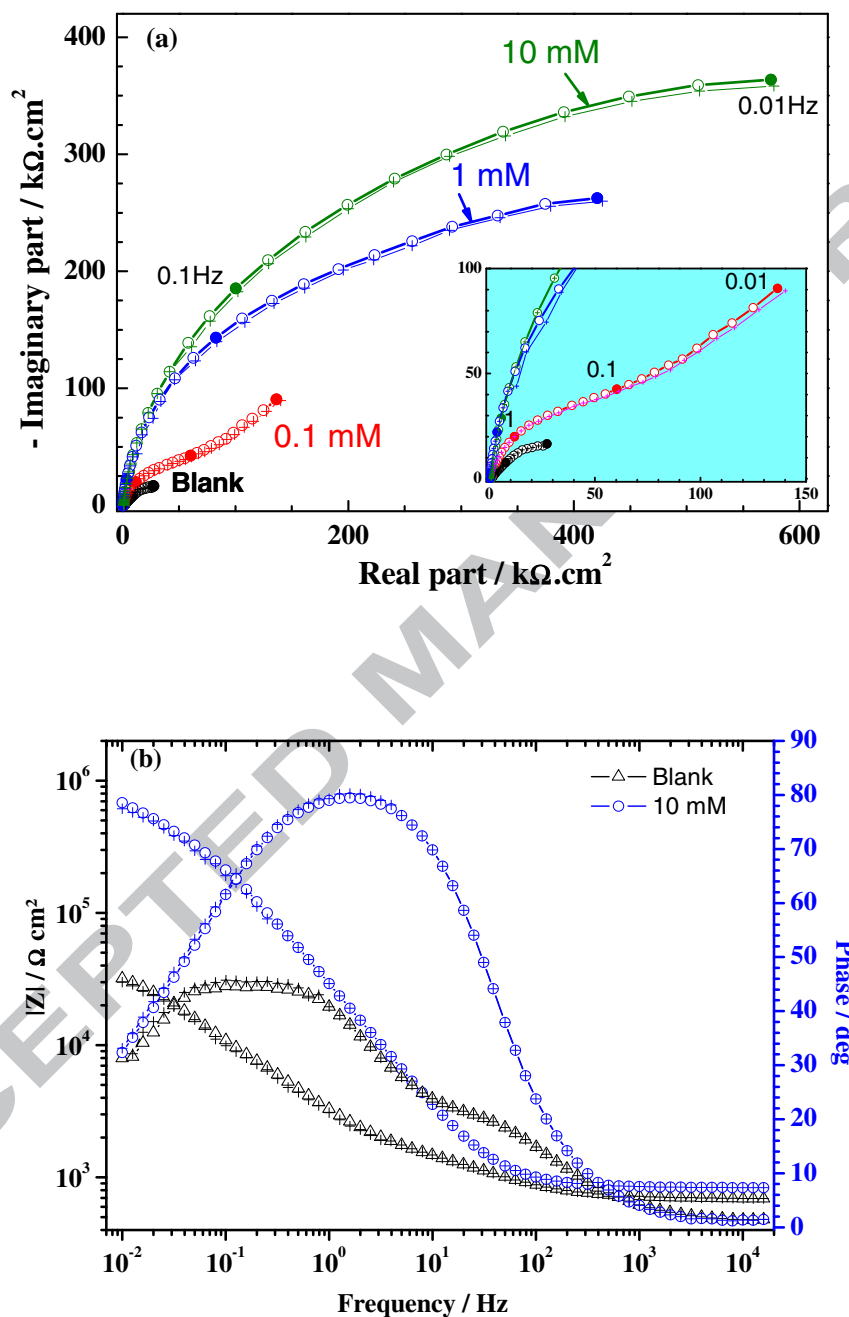 (a)
400
300
200
100
0
- Imaginary part / kΩ.cm²
10 mM
0.01Hz
1 mM
0.1Hz
0.1 mM
Blank
100
50
0
0.01
0.1
1
0 50 100 150
0 200 400 600
Real part / kΩ.cm²
(b)
10⁶
10⁵
10⁴
10³
|Z| / Ω cm²
Blank
10 mM
90
80
70
60
50
40
30
20
10
0
Phase / deg
10⁻² 10⁻¹ 10⁰ 10¹ 10² 10³ 10⁴
Frequency / Hz
CEPTED MAN